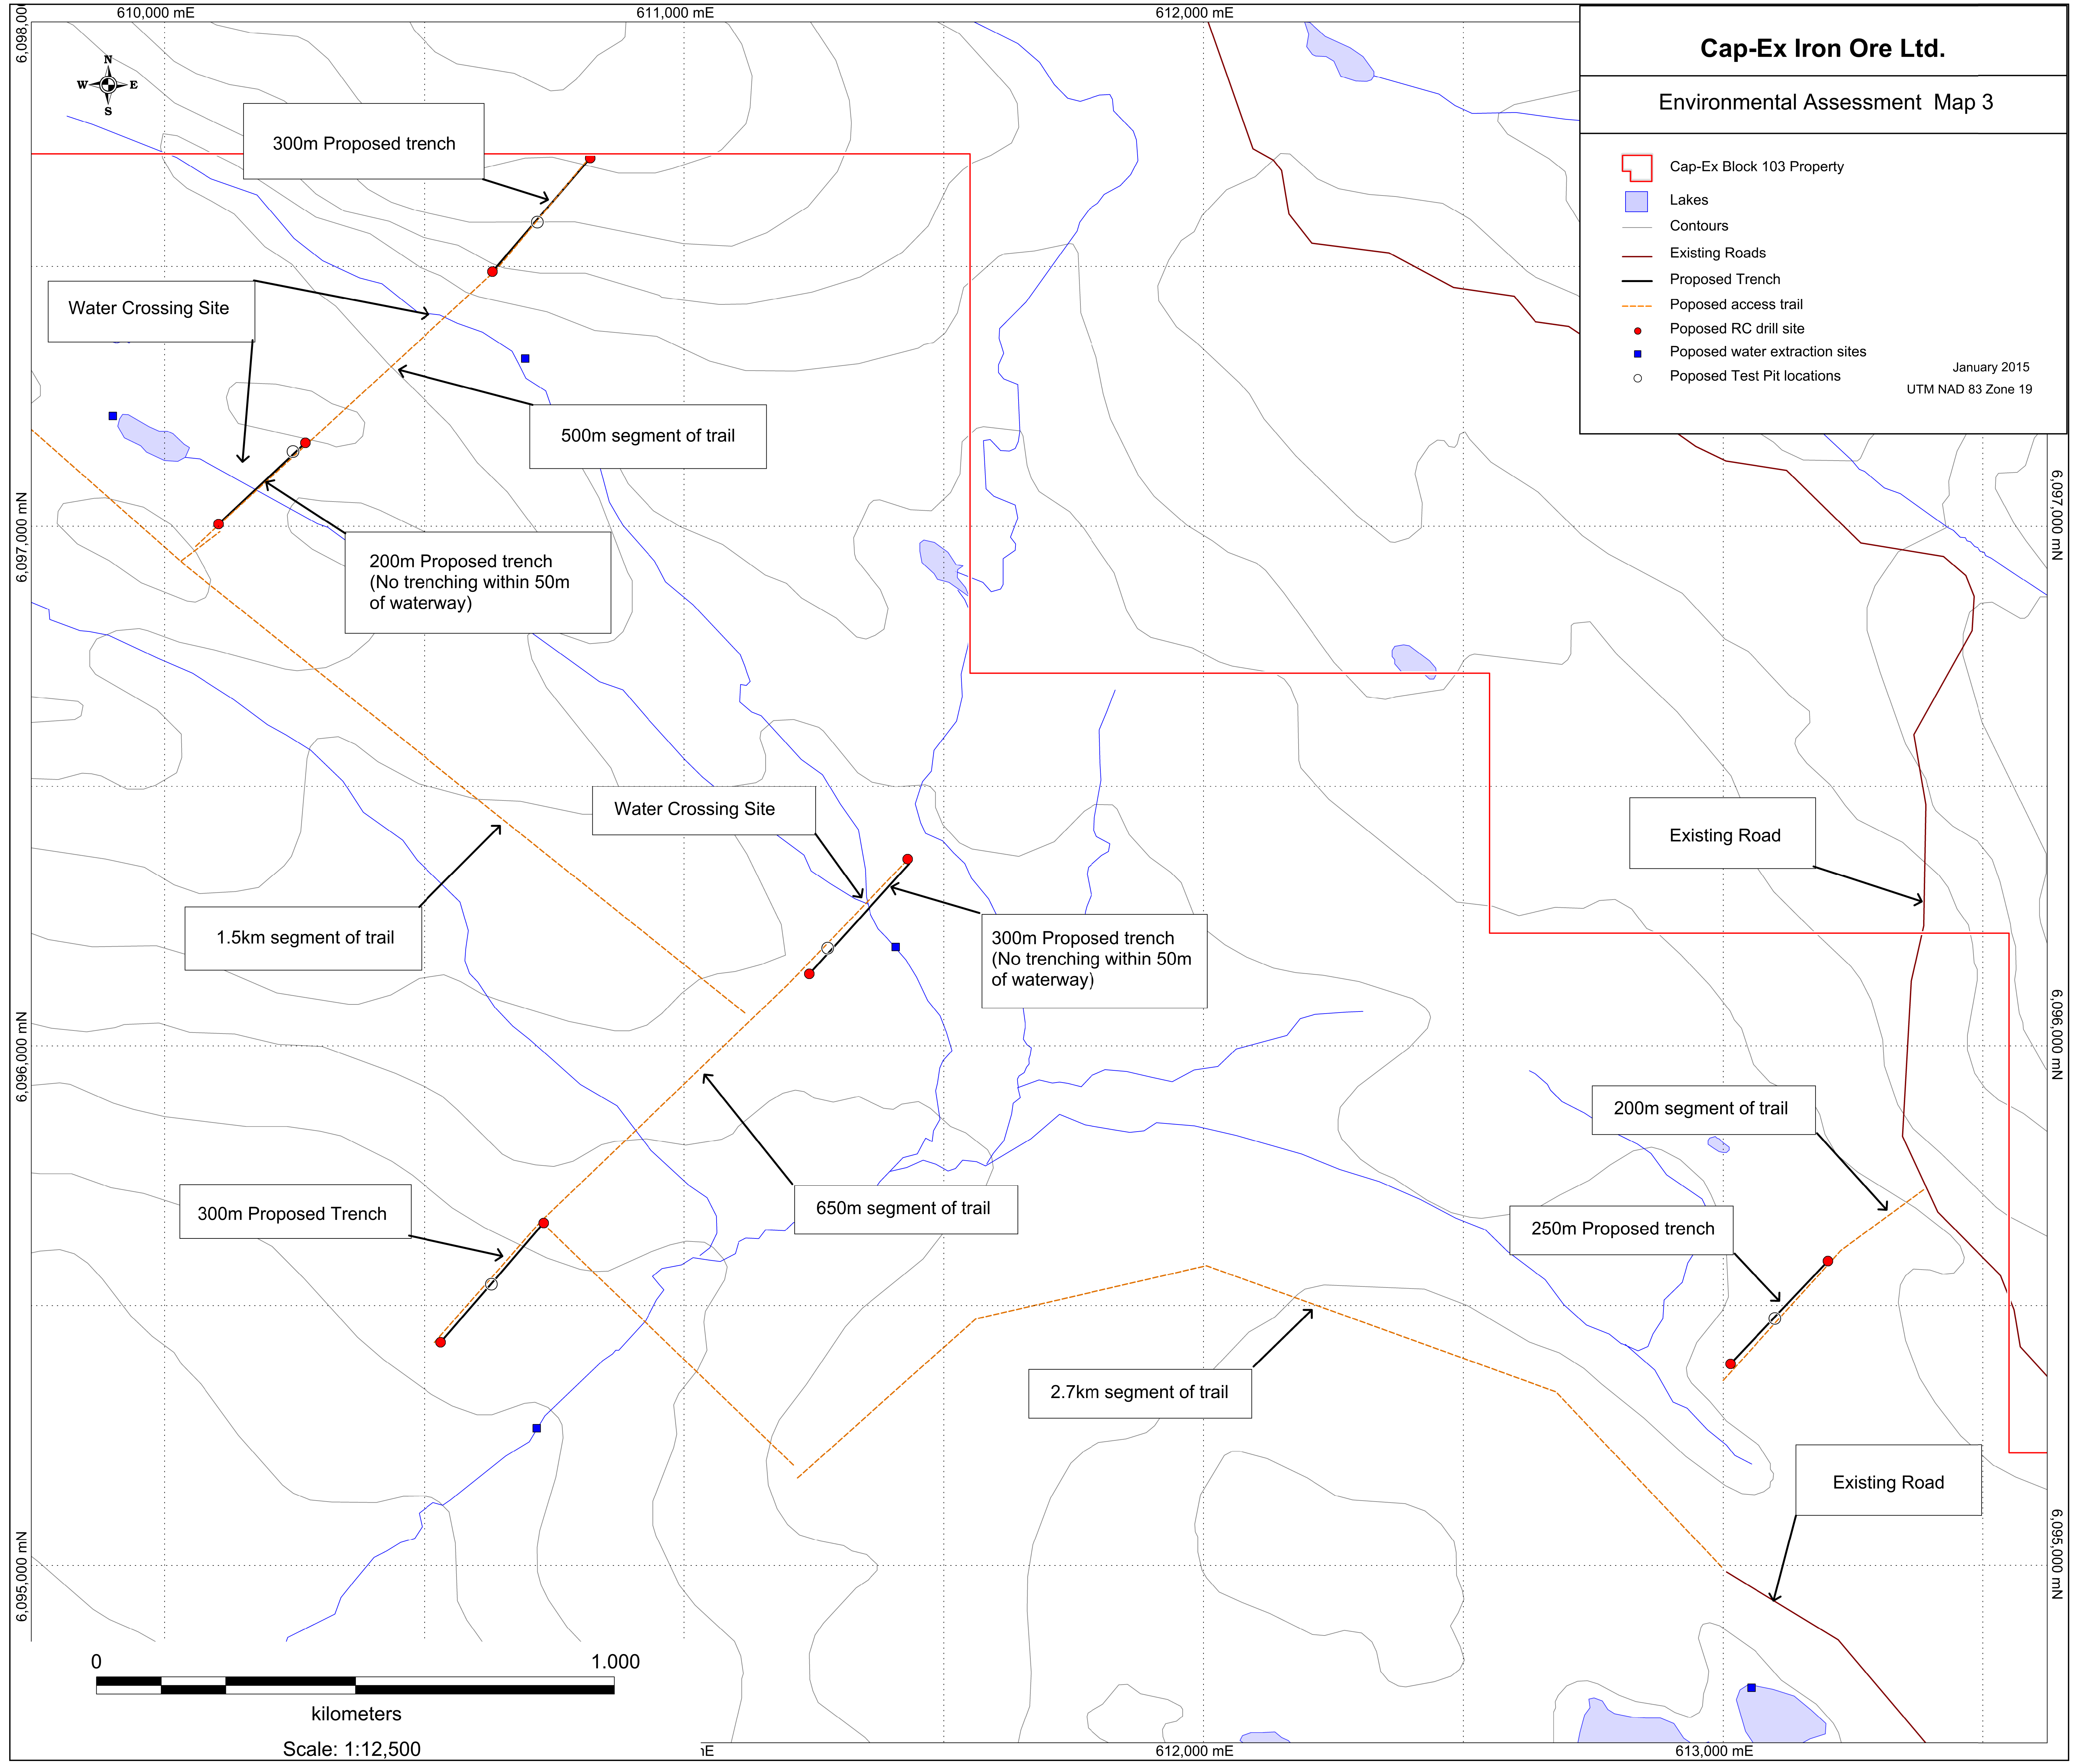 610,000 mE
611,000 mE
612,000 mE
Cap-Ex Iron Ore Ltd.
Environmental Assessment Map 3
Cap-Ex Block 103 Property
Lakes
Contours
Existing Roads
Proposed Trench
Poposed access trail
Poposed RC drill site
Poposed water extraction sites
Poposed Test Pit locations
January 2015
UTM NAD 83 Zone 19
6,098,00
N
W E
S
300m Proposed trench
Water Crossing Site
500m segment of trail
6,097,000 mN
6,097,000 mN
200m Proposed trench
(No trenching within 50m
of waterway)
Water Crossing Site
Existing Road
1.5km segment of trail
300m Proposed trench
(No trenching within 50m
of waterway)
6,096,000 mN
6,096,000 mN
200m segment of trail
300m Proposed Trench
650m segment of trail
250m Proposed trench
2.7km segment of trail
Existing Road
6,095,000 mN
6,095,000 mN
0 1.000
kilometers
Scale: 1:12,500
mE
612,000 mE
613,000 mE